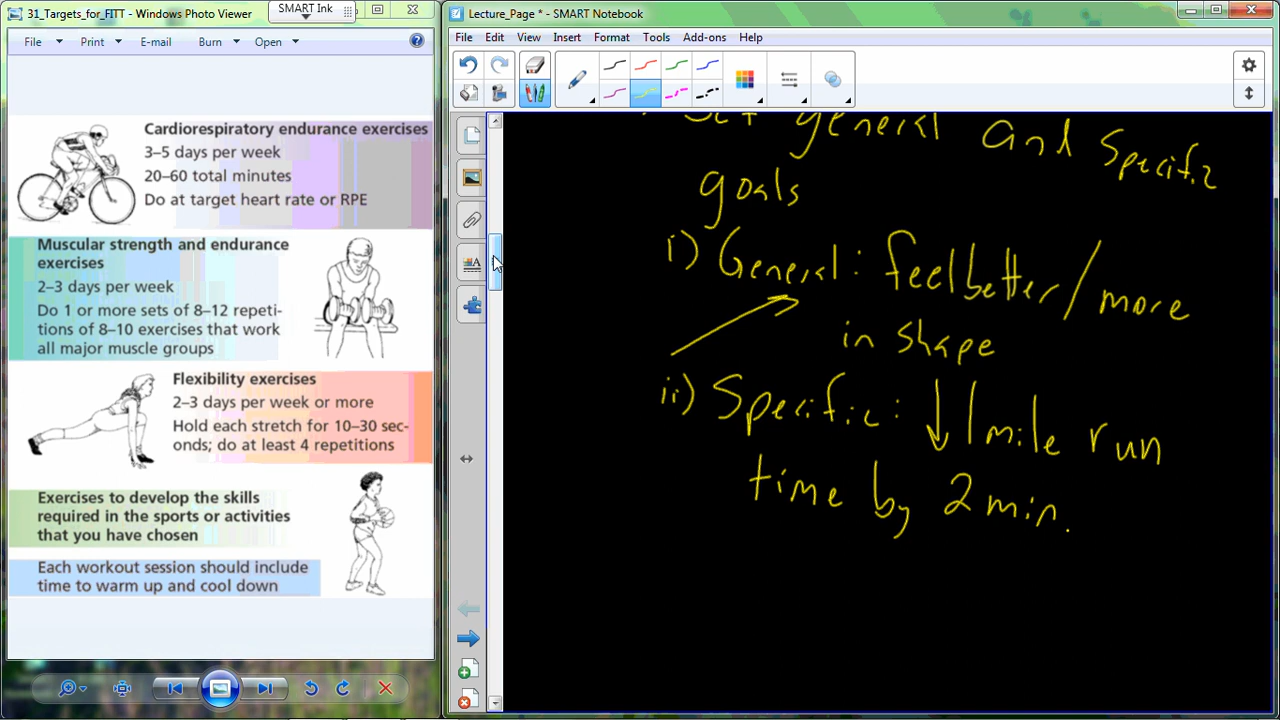 31_Targets_for_FITT - Windows Photo Viewer
SMART Ink
File Print E-mail Burn Open
Cardiorespiratory endurance exercises
3–5 days per week
20–60 total minutes
Do at target heart rate or RPE
Muscular strength and endurance
exercises
2–3 days per week
Do 1 or more sets of 8–12 repeti-
tions of 8–10 exercises that work
all major muscle groups
Flexibility exercises
2–3 days per week or more
Hold each stretch for 10–30 sec-
onds; do at least 4 repetitions
Exercises to develop the skills
required in the sports or activities
that you have chosen
Each workout session should include
time to warm up and cool down
Lecture_Page * - SMART Notebook
File Edit View Insert Format Tools Add-ons Help
Set general and specific
goals
i) General: feel better/more
in shape
ii) Specific: ↓ 1 mile run
time by 2 min.